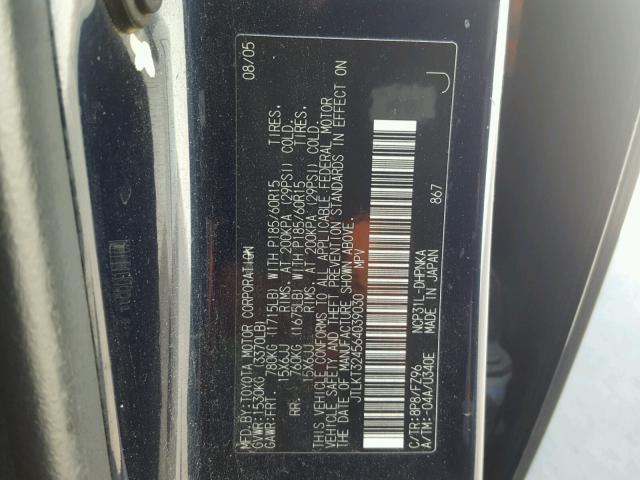 MFD.BY:TOYOTA MOTOR CORPORATION 08/05
GVWR:1530KG (3370LB)
GAWR:FRT. 780KG (1715LB) WITH P185/60R15 TIRES.
15X6JJ RIMS. AT 200KPA (29PSI) COLD.
RR. 760KG (1672LB) WITH P185/60R15 TIRES.
15X6JJ RIMS. AT 200KPA (29PSI) COLD.
THIS VEHICLE CONFORMS TO ALL APPLICABLE FEDERAL MOTOR
VEHICLE SAFETY AND THEFT PREVENTION STANDARDS IN EFFECT ON
THE DATE OF MANUFACTURE SHOWN ABOVE.
JTLKT324564039030 MPV
C/TR:8P8/FZ96 NCP31L-DHPNKA 867 J
A/TM:-04A/U340E MADE IN JAPAN